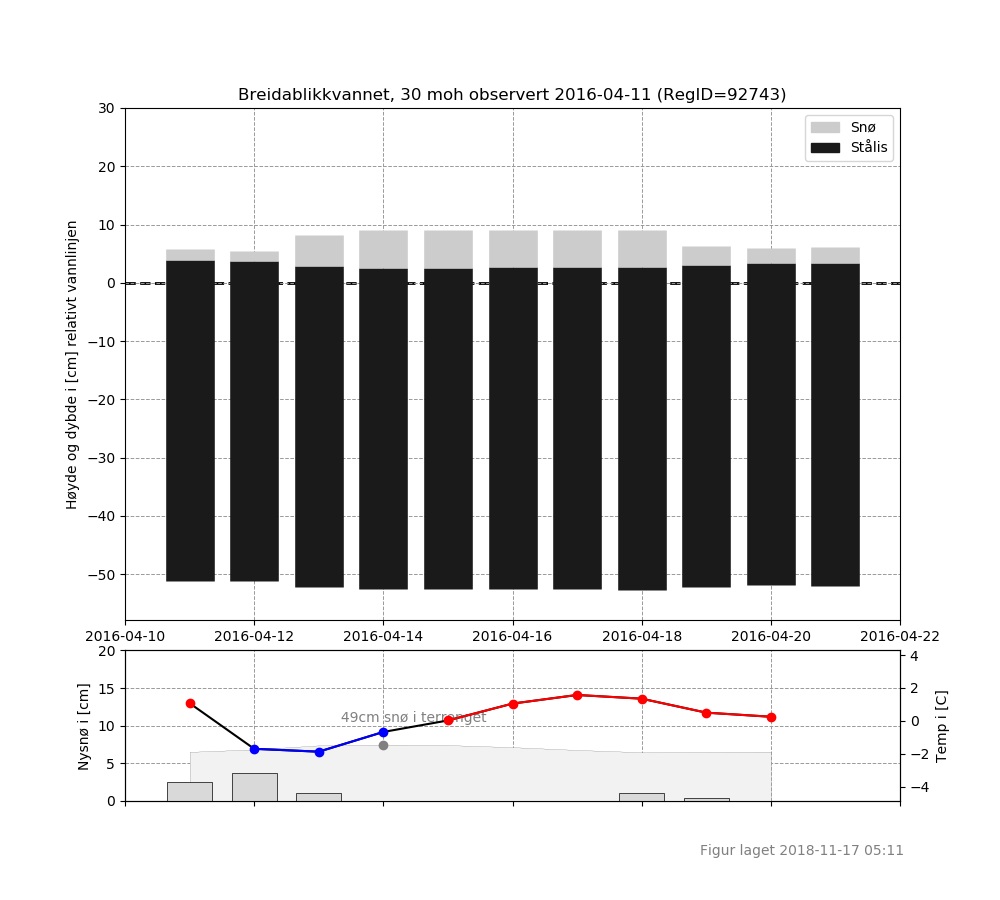 Breidablikkvannet, 30 moh observert 2016-04-11 (RegID=92743)
Snø
Stålis
Høyde og dybde i [cm] relativt vannlinjen
30
20
10
0
−10
−20
−30
−40
−50
2016-04-10 2016-04-12 2016-04-14 2016-04-16 2016-04-18 2016-04-20 2016-04-22
Nysnø i [cm]
20
15
10
5
0
49cm snø i terrenget
4
2
0
−2
−4
Temp i [C]
Figur laget 2018-11-17 05:11